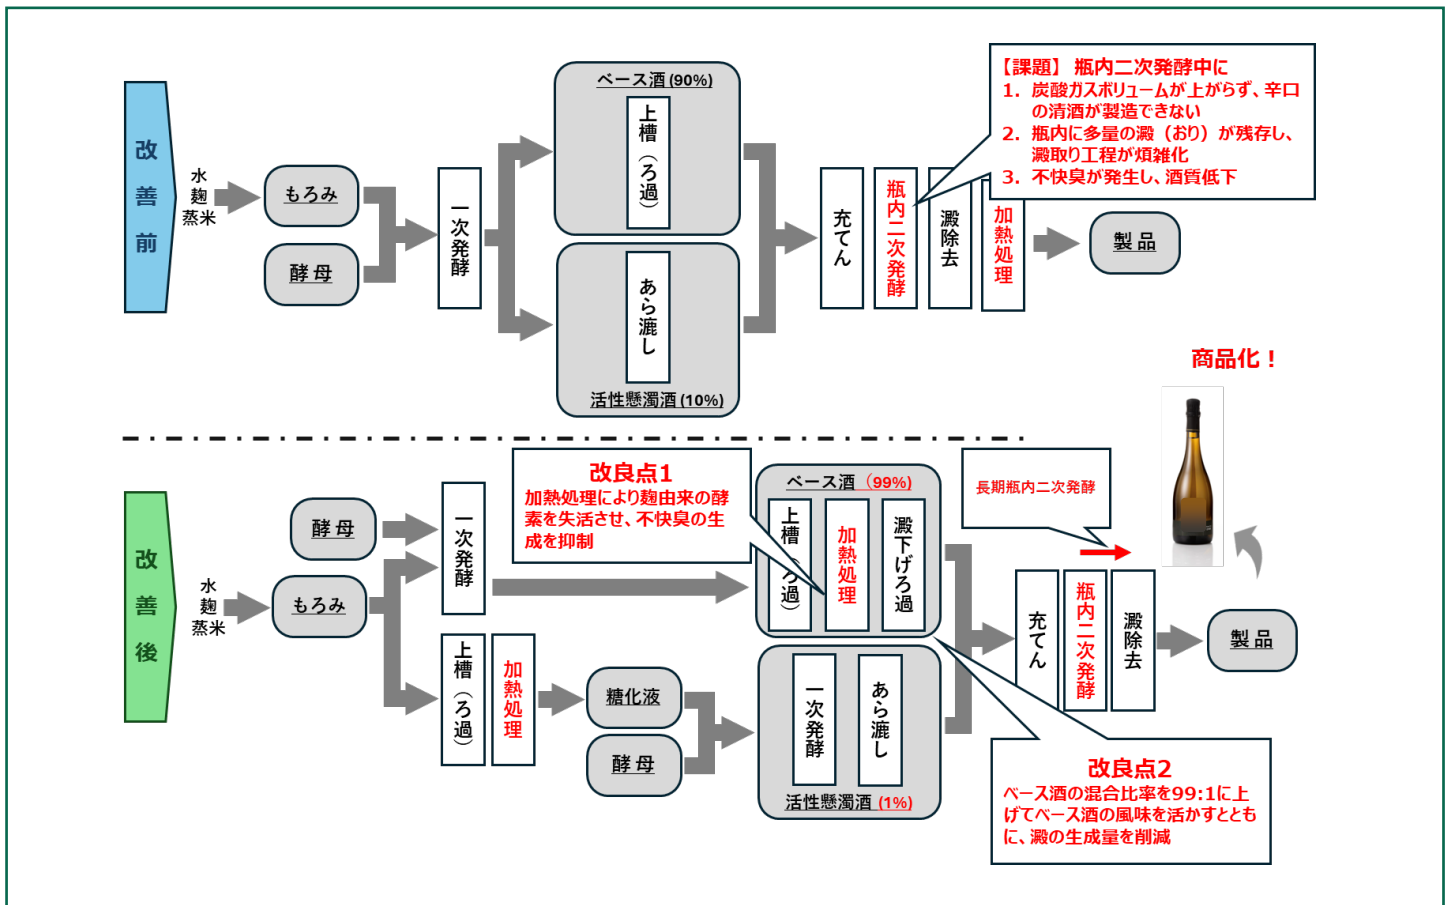 改善前
水
麹
蒸米
もろみ
酵母
一次発酵
ベース酒(90%)
上槽（ろ過）
あら漉し
活性懸濁酒(10%)
充てん
瓶内二次発酵
澱除去
加熱処理
製品
【課題】 瓶内二次発酵中に
1. 炭酸ガスボリュームが上がらず、辛口
の清酒が製造できない
2. 瓶内に多量の澱（おり）が残存し、
澱取り工程が煩雑化
3. 不快臭が発生し、酒質低下
商品化！
改善後
水
麹
蒸米
酵母
もろみ
一次発酵
上槽（ろ過）
加熱処理
糖化液
酵母
改良点1
加熱処理により麹由来の酵
素を失活させ、不快臭の生
成を抑制
ベース酒（99%）
上槽（ろ過）
加熱処理
澱下げろ過
一次発酵
あら漉し
活性懸濁酒(1%)
長期瓶内二次発酵
充てん
瓶内二次発酵
澱除去
製品
改良点2
ベース酒の混合比率を99:1に上
げてベース酒の風味を活かすととも
に、澱の生成量を削減